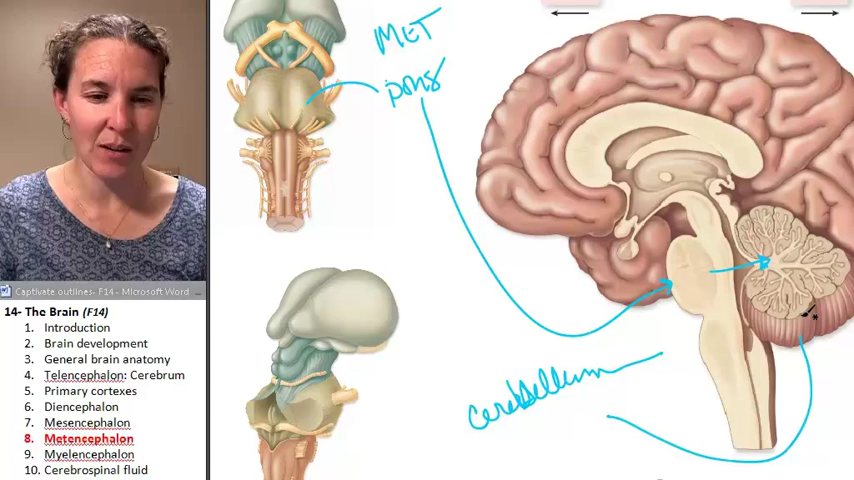 MET
pons
cerebellum
Captivate outlines- F14 - Microsoft Word
14- The Brain (F14)
1. Introduction
2. Brain development
3. General brain anatomy
4. Telencephalon: Cerebrum
5. Primary cortexes
6. Diencephalon
7. Mesencephalon
8. Metencephalon
9. Myelencephalon
10. Cerebrospinal fluid